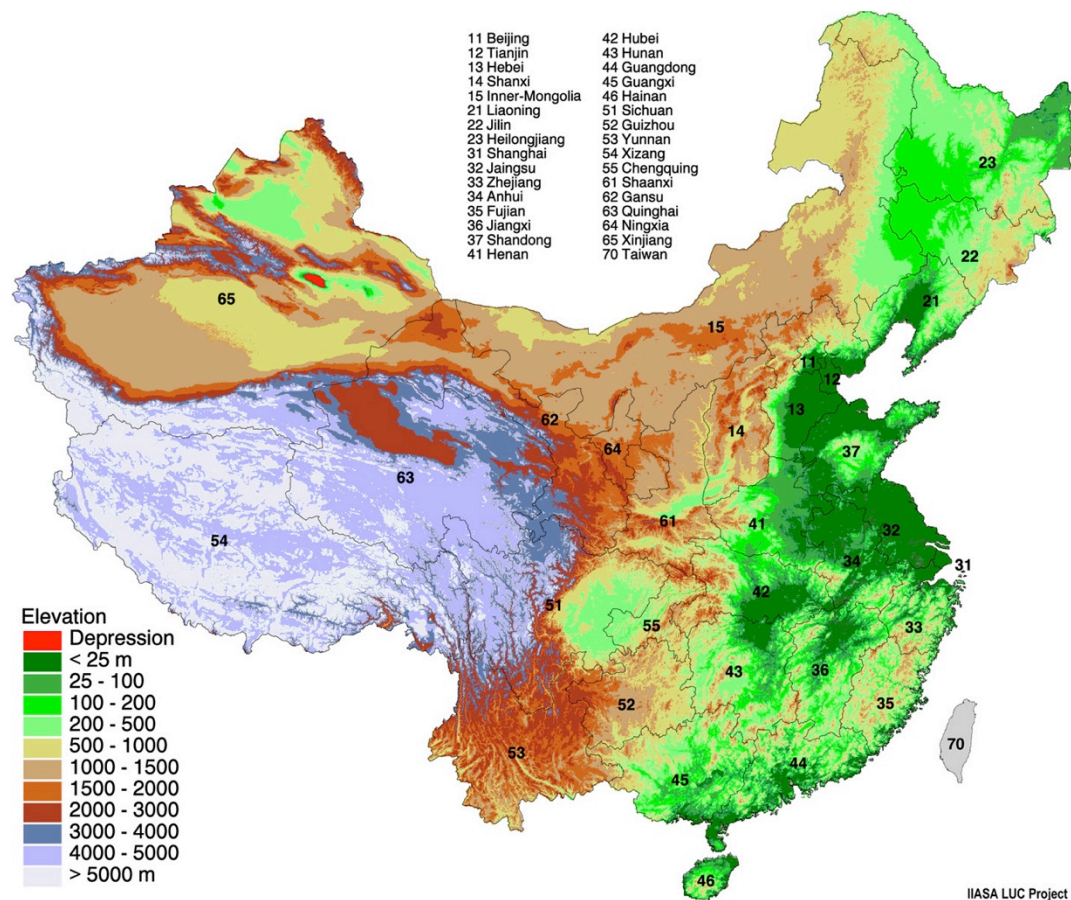 11 Beijing
12 Tianjin
13 Hebei
14 Shanxi
15 Inner-Mongolia
21 Liaoning
22 Jilin
23 Heilongjiang
31 Shanghai
32 Jaingsu
33 Zhejiang
34 Anhui
35 Fujian
36 Jiangxi
37 Shandong
41 Henan
42 Hubei
43 Hunan
44 Guangdong
45 Guangxi
46 Hainan
51 Sichuan
52 Guizhou
53 Yunnan
54 Xizang
55 Chengquing
61 Shaanxi
62 Gansu
63 Quinghai
64 Ningxia
65 Xinjiang
70 Taiwan
23
22
65
21
15
11
12
13
62
14
64
37
63
61
41
32
54
34
31
42
51
55
33
43
36
52
35
70
53
44
45
46
Elevation
Depression
< 25 m
25 - 100
100 - 200
200 - 500
500 - 1000
1000 - 1500
1500 - 2000
2000 - 3000
3000 - 4000
4000 - 5000
> 5000 m
IIASA LUC Project